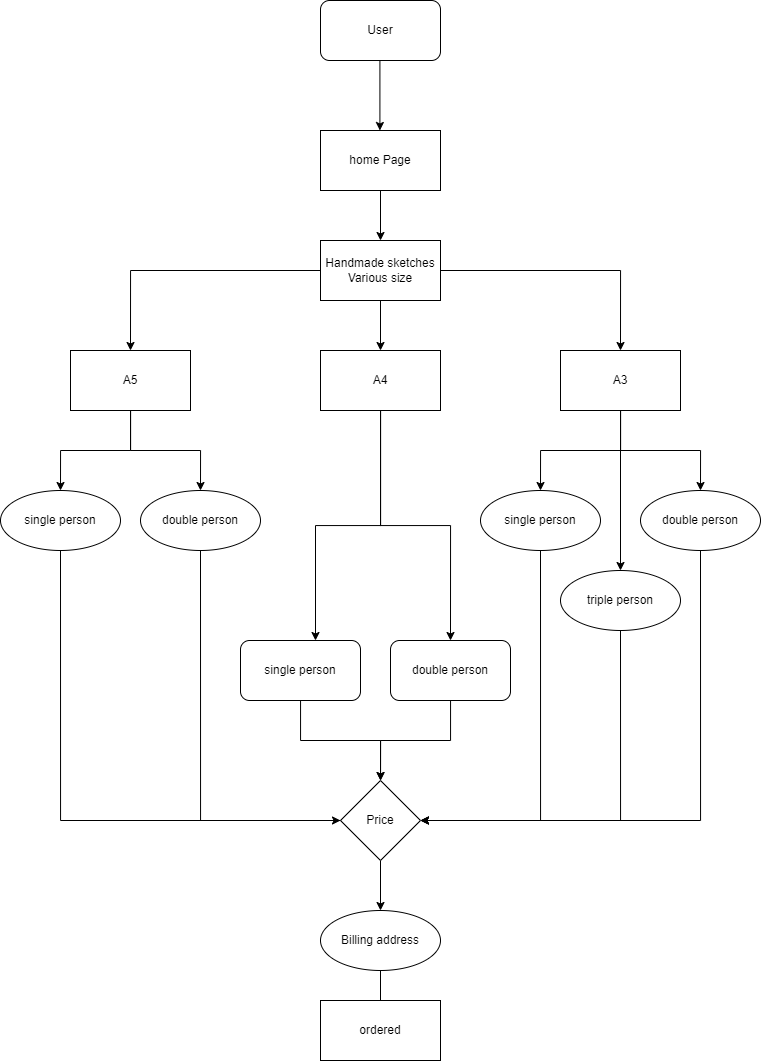 User
home Page
Handmade sketches
Various size
A5
A4
A3
single person
double person
single person
double person
triple person
single person
double person
Price
Billing address
ordered